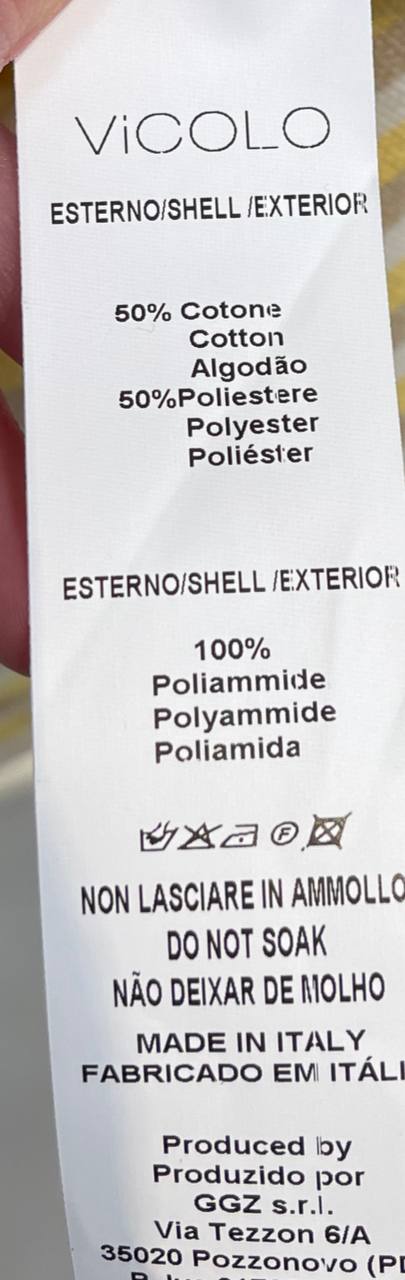 ViCOLO
ESTERNO/SHELL /EXTERIOR
50% Cotone
Cotton
Algodão
50%Poliestere
Polyester
Poliéster
ESTERNO/SHELL /EXTERIOR
100%
Poliammide
Polyammide
Poliamida
F
NON LASCIARE IN AMMOLLO
DO NOT SOAK
NÃO DEIXAR DE MOLHO
MADE IN ITALY
FABRICADO EM ITÁLI
Produced by
Produzido por
GGZ s.r.l.
Via Tezzon 6/A
35020 Pozzonovo (PD